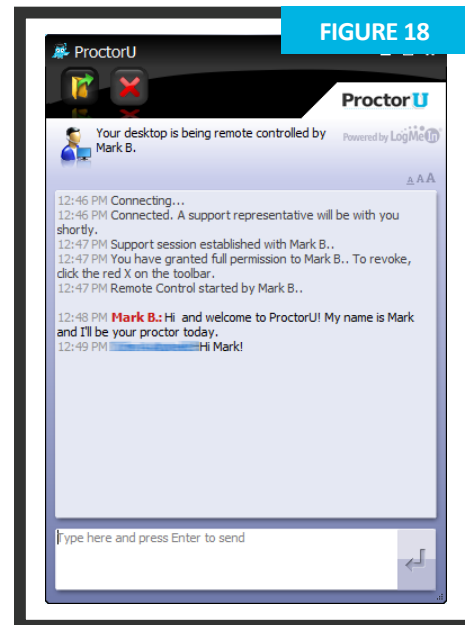 FIGURE 18
ProctorU
ProctorU
Your desktop is being remote controlled by
Mark B.
Powered by LogMeIn
A A A
12:46 PM Connecting...
12:46 PM Connected. A support representative will be with you
shortly.
12:47 PM Support session established with Mark B..
12:47 PM You have granted full permission to Mark B.. To revoke,
click the red X on the toolbar.
12:47 PM Remote Control started by Mark B..
12:48 PM Mark B.: Hi and welcome to ProctorU! My name is Mark
and I'll be your proctor today.
12:49 PM Hi Mark!
Type here and press Enter to send